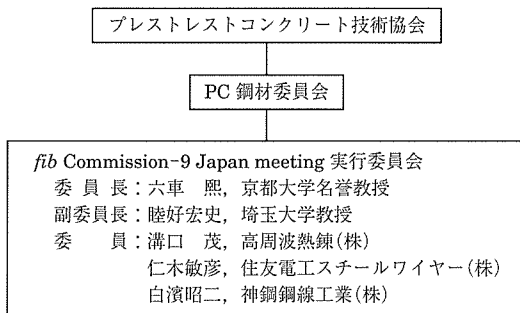 プレストレストコンクリート技術協会
PC 鋼材委員会
fib Commission-9 Japan meeting 実行委員会
委 員 長：六車 熙，京都大学名誉教授
副委員長：睦好宏史，埼玉大学教授
委 員：溝口 茂，高周波熱錬(株)
仁木敏彦，住友電工スチールワイヤー(株)
白濱昭二，神鋼鋼線工業(株)